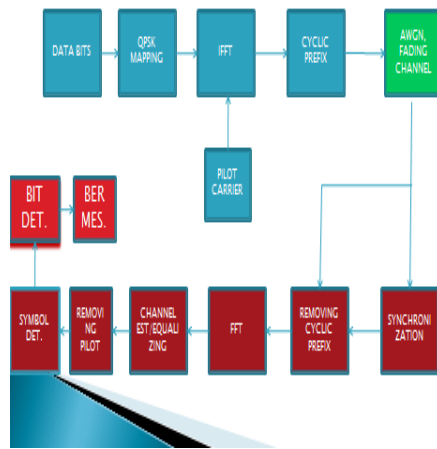 DATA BITS
QPSK
MAPPING
IFFT
CYCLIC
PREFIX
AWGN,
FADING
CHANNEL
PILOT
CARRIER
BIT
DET.
BER
MES.
SYMBOL
DET.
REMOVI
NG
PILOT
CHANNEL
EST/EQUALI
ZING
FFT
REMOVING
CYCLIC
PREFIX
SYNCHRONI
ZATION